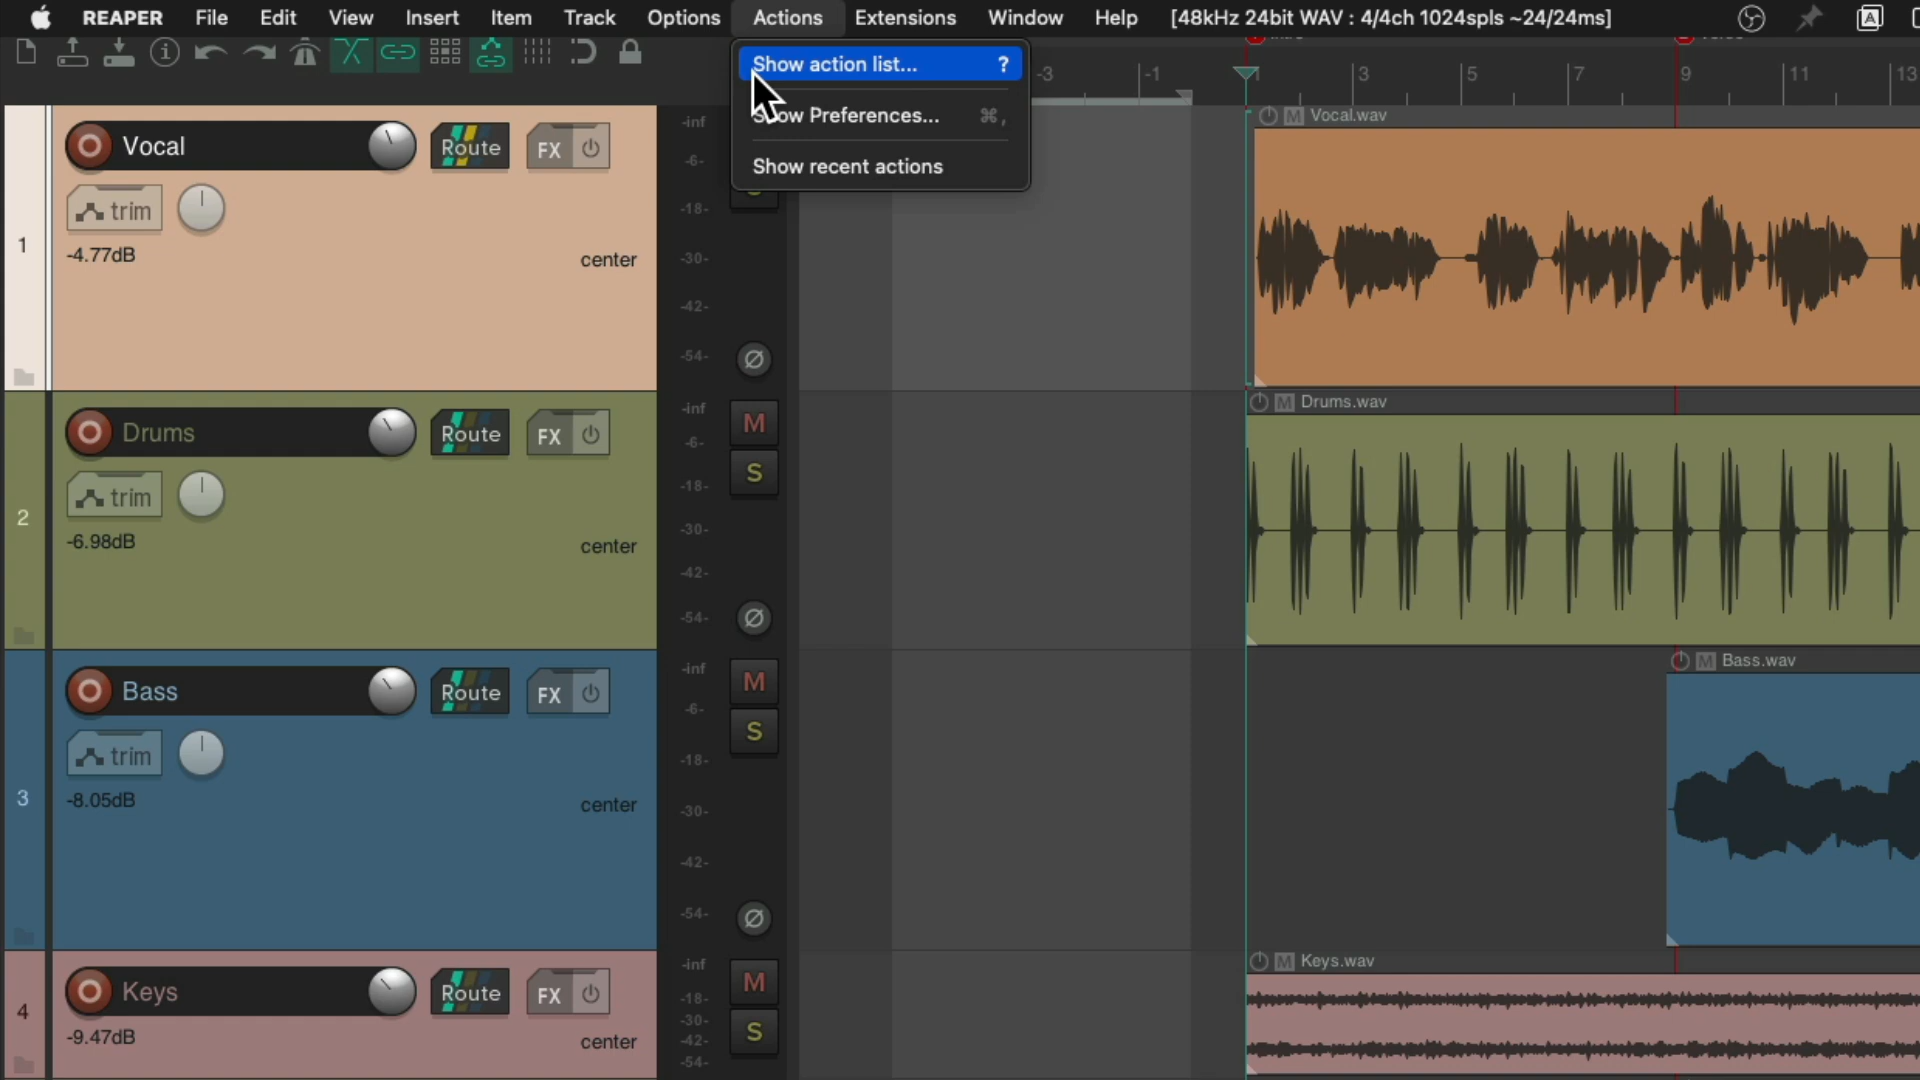 REAPER File Edit View Insert Item Track Options Actions Extensions Window Help [48kHz 24bit WAV : 4/4ch 1024spls ~24/24ms]
Show action list... ?
Show Preferences... ⌘,
Show recent actions
-3 -1 1 3 5 7 9 11 13
1
Vocal
Route
FX
trim
-4.77dB
center
-inf
-6-
-18-
-30-
-42-
-54-
Ø
M Vocal.wav
2
Drums
Route
FX
trim
-6.98dB
center
-inf
-6-
-18-
-30-
-42-
-54-
M
S
Ø
M Drums.wav
3
Bass
Route
FX
trim
-8.05dB
center
-inf
-6-
-18-
-30-
-42-
-54-
M
S
Ø
M Bass.wav
4
Keys
Route
FX
-9.47dB
center
-inf
-18-
-30-
-42-
-54-
M
S
M Keys.wav